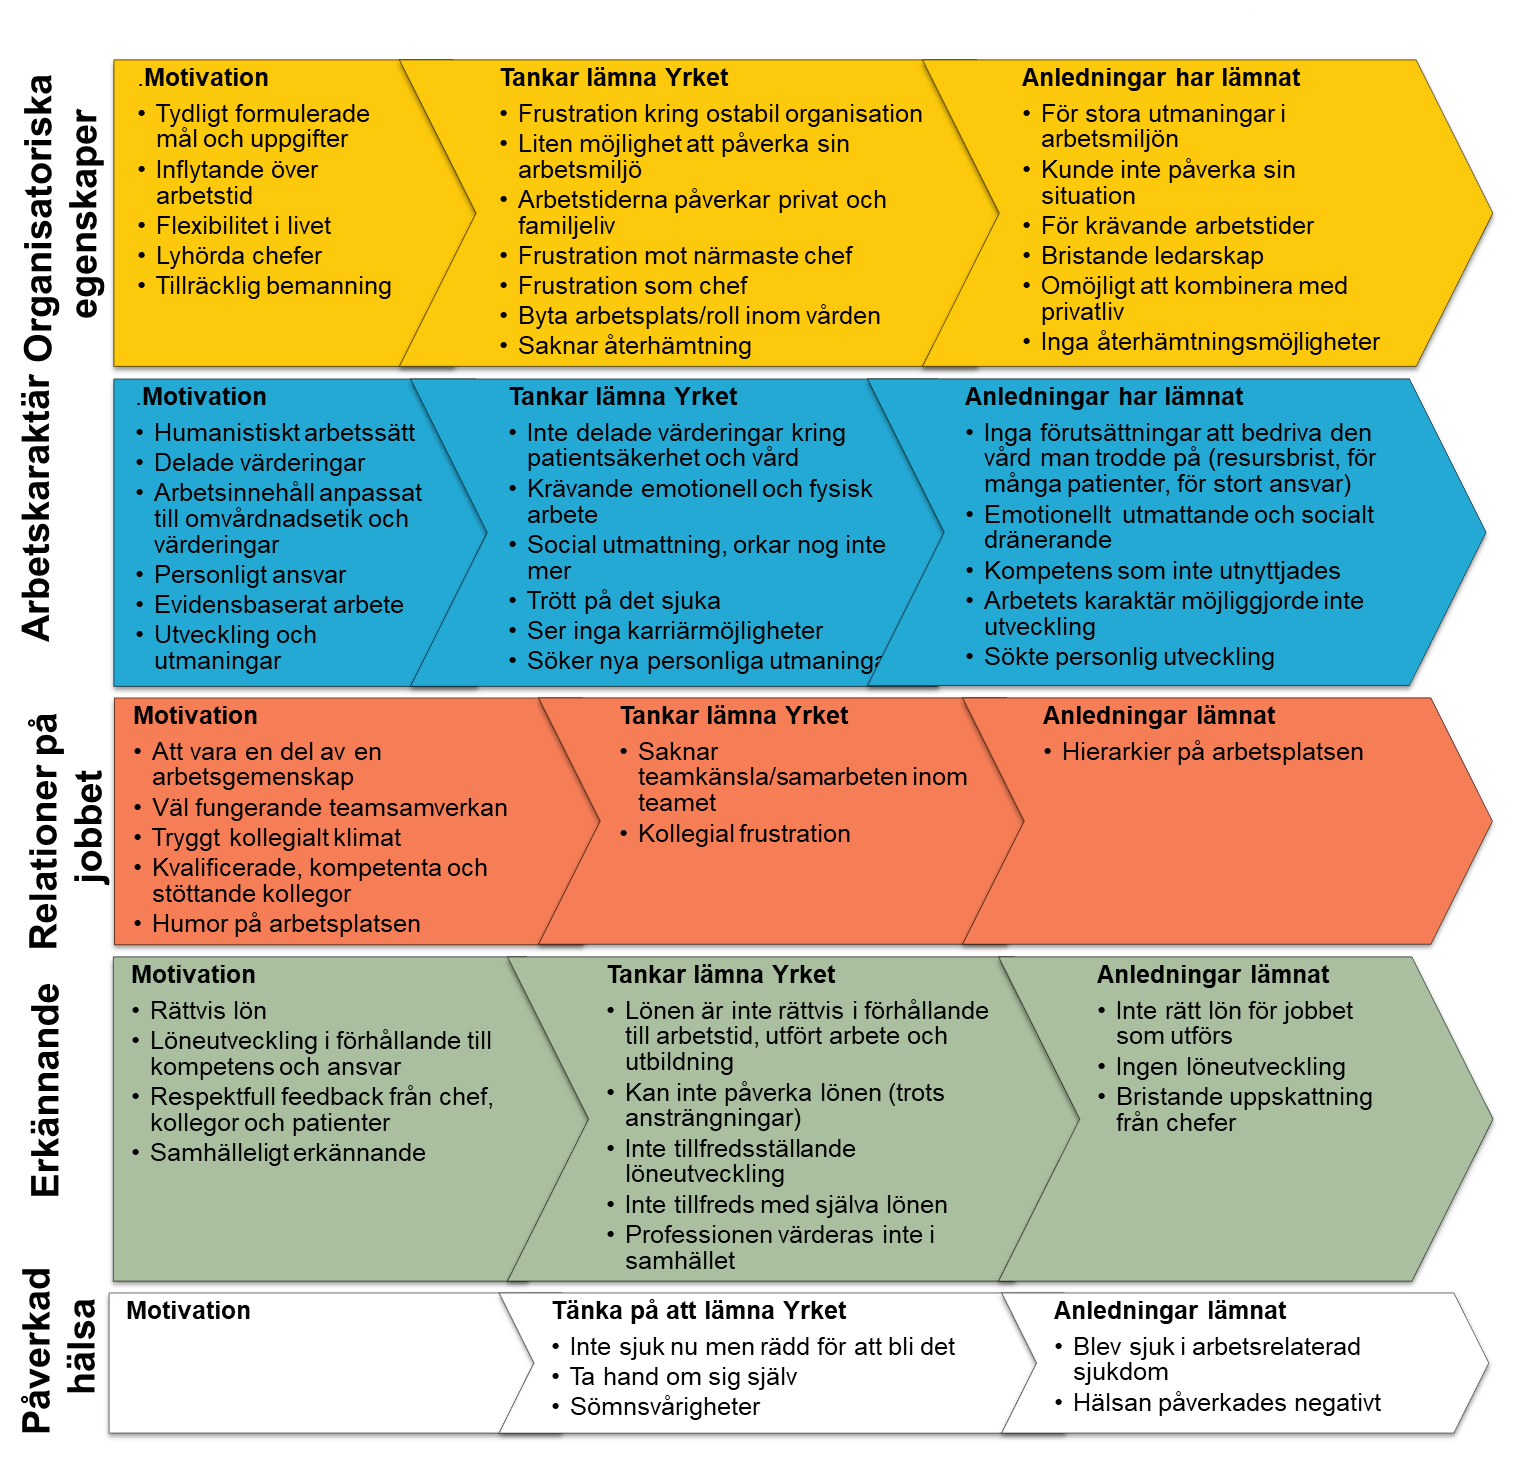 Organisatoriska
egenskaper
.Motivation
• Tydligt formulerade
mål och uppgifter
• Inflytande över
arbetstid
• Flexibilitet i livet
• Lyhörda chefer
• Tillräcklig bemanning
Tankar lämna Yrket
• Frustration kring ostabil organisation
• Liten möjlighet att påverka sin
arbetsmiljö
• Arbetstiderna påverkar privat och
familjeliv
• Frustration mot närmaste chef
• Frustration som chef
• Byta arbetsplats/roll inom vården
• Saknar återhämtning
Anledningar har lämnat
• För stora utmaningar i
arbetsmiljön
• Kunde inte påverka sin
situation
• För krävande arbetstider
• Bristande ledarskap
• Omöjligt att kombinera med
privatliv
• Inga återhämtningsmöjligheter
Arbetskaraktär
.Motivation
• Humanistiskt arbetssätt
• Delade värderingar
• Arbetsinnehåll anpassat
till omvårdnadsetik och
värderingar
• Personligt ansvar
• Evidensbaserat arbete
• Utveckling och
utmaningar
Tankar lämna Yrket
• Inte delade värderingar kring
patientsäkerhet och vård
• Krävande emotionell och fysisk
arbete
• Social utmattning, orkar nog inte
mer
• Trött på det sjuka
• Ser inga karriärmöjligheter
• Söker nya personliga utmaninga
Anledningar har lämnat
• Inga förutsättningar att bedriva den
vård man trodde på (resursbrist, för
många patienter, för stort ansvar)
• Emotionellt utmattande och socialt
dränerande
• Kompetens som inte utnyttjades
• Arbetets karaktär möjliggjorde inte
utveckling
• Sökte personlig utveckling
Relationer på
jobbet
Motivation
• Att vara en del av en
arbetsgemenskap
• Väl fungerande teamsamverkan
• Tryggt kollegialt klimat
• Kvalificerade, kompetenta och
stöttande kollegor
• Humor på arbetsplatsen
Tankar lämna Yrket
• Saknar
teamkänsla/samarbeten inom
teamet
• Kollegial frustration
Anledningar lämnat
• Hierarkier på arbetsplatsen
Erkännande
Motivation
• Rättvis lön
• Löneutveckling i förhållande till
kompetens och ansvar
• Respektfull feedback från chef,
kollegor och patienter
• Samhälleligt erkännande
Tankar lämna Yrket
• Lönen är inte rättvis i förhållande
till arbetstid, utfört arbete och
utbildning
• Kan inte påverka lönen (trots
ansträngningar)
• Inte tillfredsställande
löneutveckling
• Inte tillfreds med själva lönen
• Professionen värderas inte i
samhället
Anledningar lämnat
• Inte rätt lön för jobbet
som utförs
• Ingen löneutveckling
• Bristande uppskattning
från chefer
Påverkad
hälsa
Motivation
Tänka på att lämna Yrket
• Inte sjuk nu men rädd för att bli det
• Ta hand om sig själv
• Sömnsvårigheter
Anledningar lämnat
• Blev sjuk i arbetsrelaterad
sjukdom
• Hälsan påverkades negativt